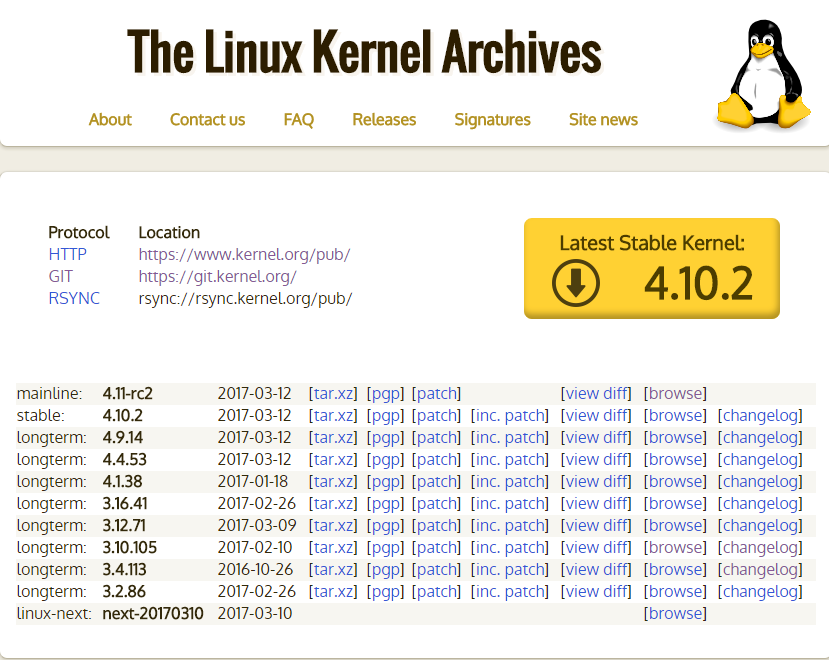 The Linux Kernel Archives
About Contact us FAQ Releases Signatures Site news
Protocol Location
HTTP https://www.kernel.org/pub/
GIT https://git.kernel.org/
RSYNC rsync://rsync.kernel.org/pub/
Latest Stable Kernel:
4.10.2
mainline: 4.11-rc2 2017-03-12 [tar.xz] [pgp] [patch] [view diff] [browse]
stable: 4.10.2 2017-03-12 [tar.xz] [pgp] [patch] [inc. patch] [view diff] [browse] [changelog]
longterm: 4.9.14 2017-03-12 [tar.xz] [pgp] [patch] [inc. patch] [view diff] [browse] [changelog]
longterm: 4.4.53 2017-03-12 [tar.xz] [pgp] [patch] [inc. patch] [view diff] [browse] [changelog]
longterm: 4.1.38 2017-01-18 [tar.xz] [pgp] [patch] [inc. patch] [view diff] [browse] [changelog]
longterm: 3.16.41 2017-02-26 [tar.xz] [pgp] [patch] [inc. patch] [view diff] [browse] [changelog]
longterm: 3.12.71 2017-03-09 [tar.xz] [pgp] [patch] [inc. patch] [view diff] [browse] [changelog]
longterm: 3.10.105 2017-02-10 [tar.xz] [pgp] [patch] [inc. patch] [view diff] [browse] [changelog]
longterm: 3.4.113 2016-10-26 [tar.xz] [pgp] [patch] [inc. patch] [view diff] [browse] [changelog]
longterm: 3.2.86 2017-02-26 [tar.xz] [pgp] [patch] [inc. patch] [view diff] [browse] [changelog]
linux-next: next-20170310 2017-03-10 [browse]